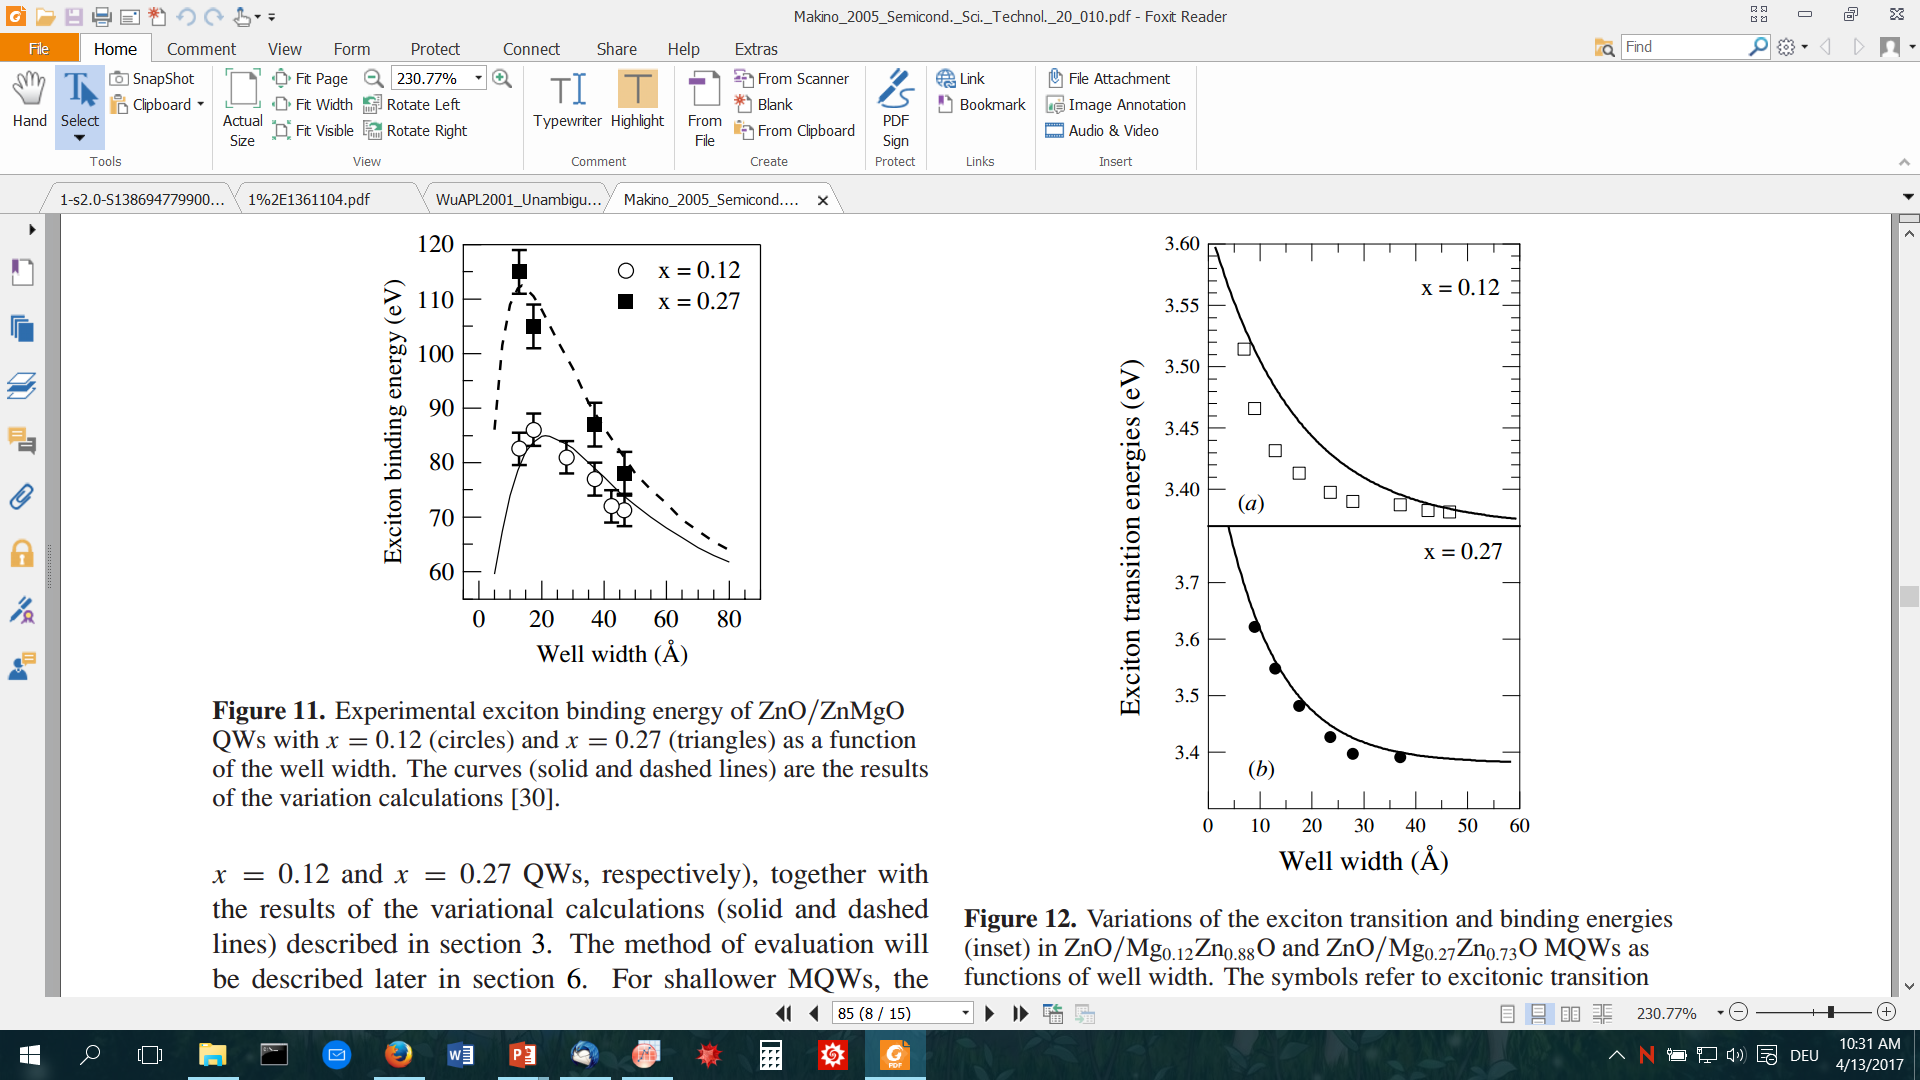 Makino_2005_Semicond._Sci._Technol._20_010.pdf - Foxit Reader
File Home Comment View Form Protect Connect Share Help Extras
Find
Hand
Select
SnapShot
Clipboard
Tools
Actual
Size
Fit Page
Fit Width
Fit Visible
230.77%
Rotate Left
Rotate Right
View
Typewriter
Highlight
Comment
From
File
From Scanner
Blank
From Clipboard
Create
PDF
Sign
Protect
Link
Bookmark
Links
File Attachment
Image Annotation
Audio & Video
Insert
1-s2.0-S138694779900...
1%2E1361104.pdf
WuAPL2001_Unambigu...
Makino_2005_Semicond....
Exciton binding energy (eV)
120
110
100
90
80
70
60
x = 0.12
x = 0.27
0 20 40 60 80
Well width (Å)
Figure 11. Experimental exciton binding energy of ZnO/ZnMgO
QWs with x = 0.12 (circles) and x = 0.27 (triangles) as a function
of the well width. The curves (solid and dashed lines) are the results
of the variation calculations [30].
x = 0.12 and x = 0.27 QWs, respectively), together with
the results of the variational calculations (solid and dashed
lines) described in section 3. The method of evaluation will
be described later in section 6. For shallower MQWs, the
Exciton transition energies (eV)
3.60
3.55
3.50
3.45
3.40
x = 0.12
(a)
x = 0.27
3.7
3.6
3.5
3.4
(b)
0 10 20 30 40 50 60
Well width (Å)
Figure 12. Variations of the exciton transition and binding energies
(inset) in ZnO/Mg0.12Zn0.88O and ZnO/Mg0.27Zn0.73O MQWs as
functions of well width. The symbols refer to excitonic transition
85 (8 / 15)
230.77%
DEU
10:31 AM
4/13/2017